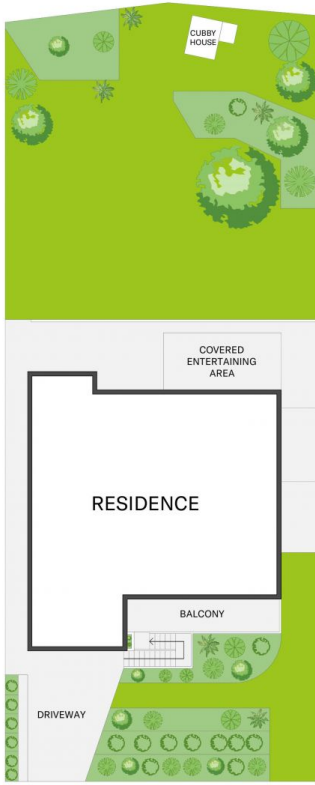 CUBBY
HOUSE
COVERED
ENTERTAINING
AREA
RESIDENCE
BALCONY
DRIVEWAY